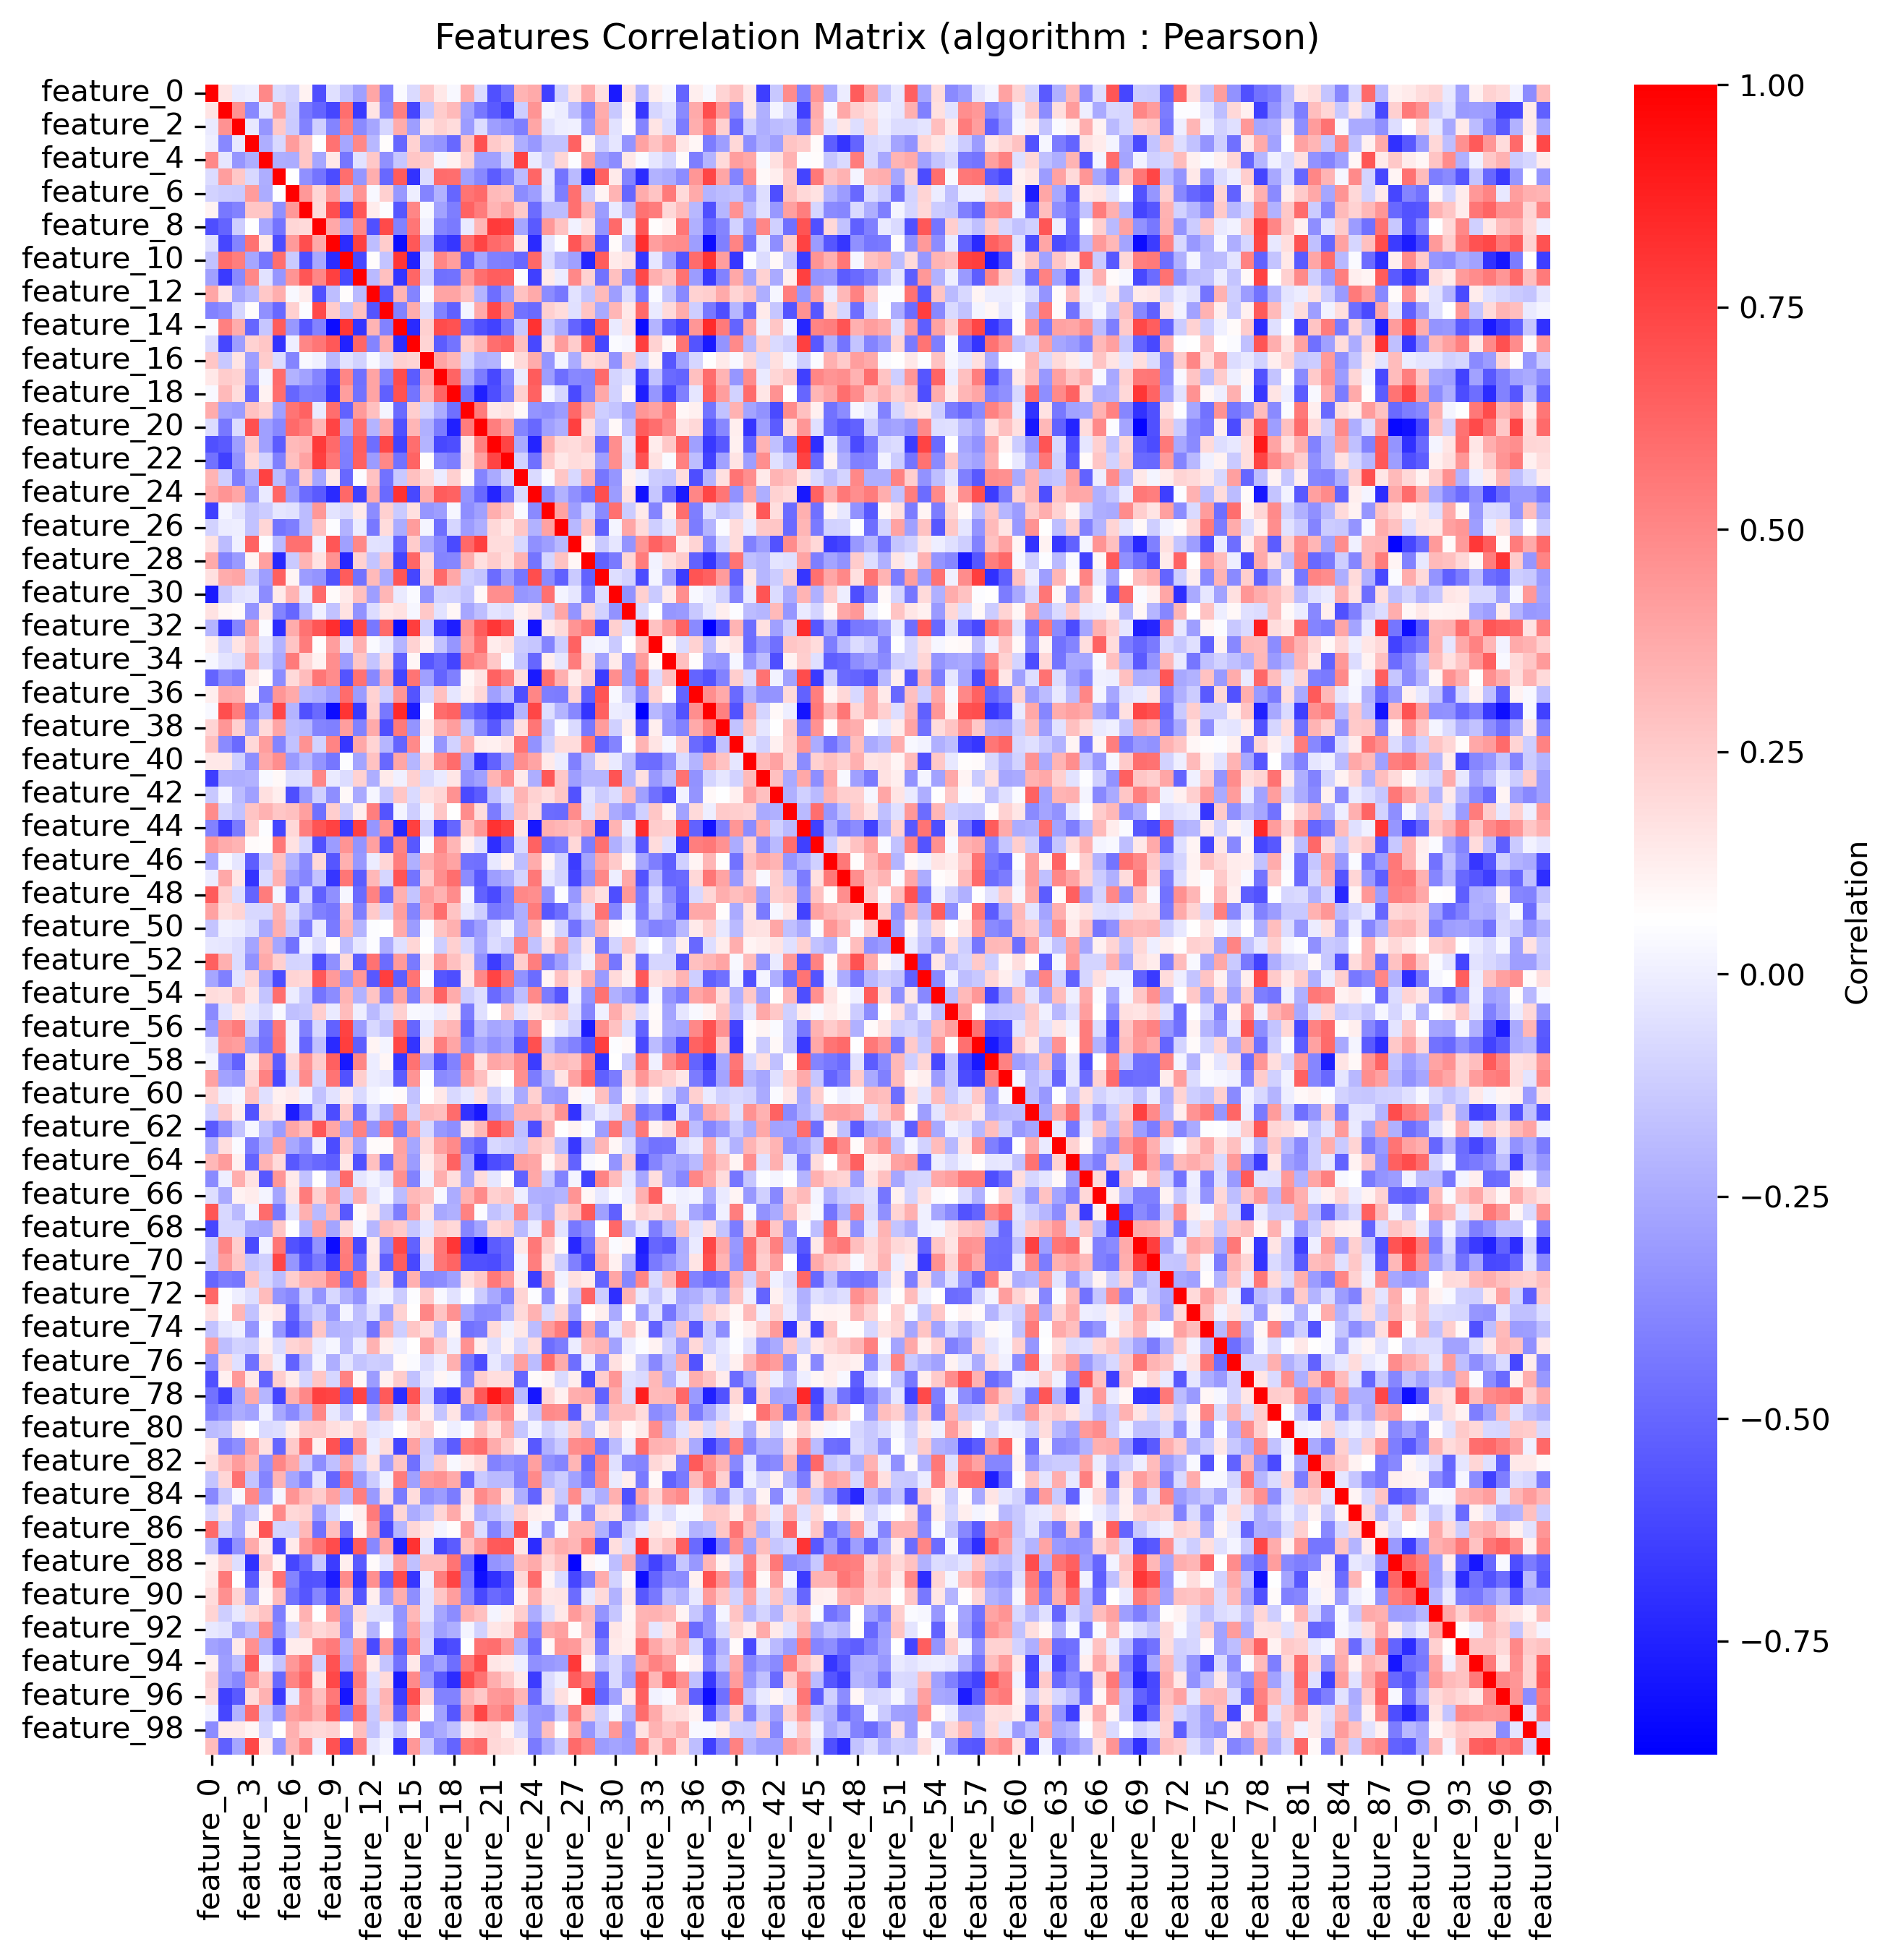 Features Correlation Matrix (algorithm : Pearson)
feature_0
feature_2
feature_4
feature_6
feature_8
feature_10
feature_12
feature_14
feature_16
feature_18
feature_20
feature_22
feature_24
feature_26
feature_28
feature_30
feature_32
feature_34
feature_36
feature_38
feature_40
feature_42
feature_44
feature_46
feature_48
feature_50
feature_52
feature_54
feature_56
feature_58
feature_60
feature_62
feature_64
feature_66
feature_68
feature_70
feature_72
feature_74
feature_76
feature_78
feature_80
feature_82
feature_84
feature_86
feature_88
feature_90
feature_92
feature_94
feature_96
feature_98
feature_0
feature_3
feature_6
feature_9
feature_12
feature_15
feature_18
feature_21
feature_24
feature_27
feature_30
feature_33
feature_36
feature_39
feature_42
feature_45
feature_48
feature_51
feature_54
feature_57
feature_60
feature_63
feature_66
feature_69
feature_72
feature_75
feature_78
feature_81
feature_84
feature_87
feature_90
feature_93
feature_96
feature_99
1.00
0.75
0.50
0.25
0.00
−0.25
−0.50
−0.75
Correlation